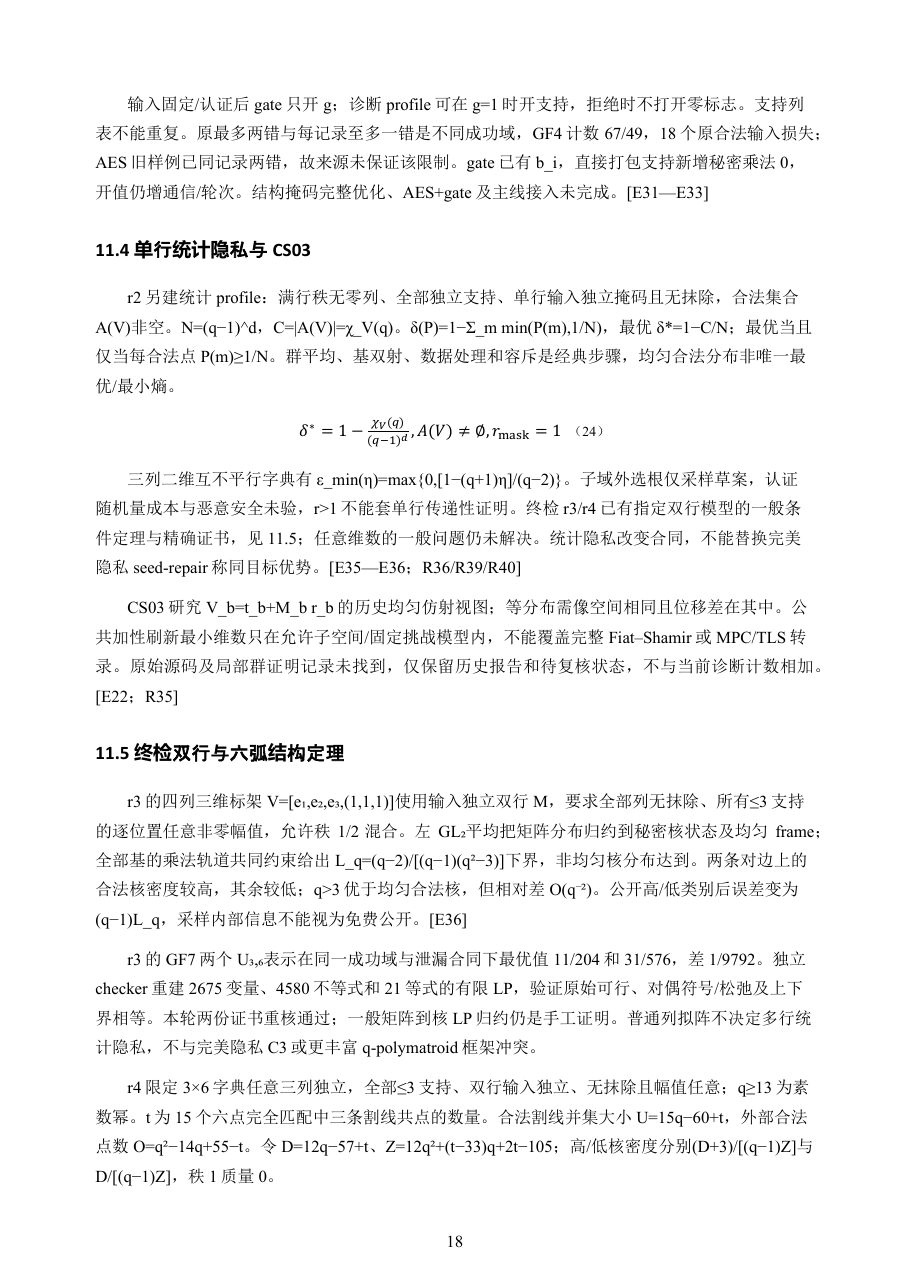 输入固定/认证后 gate 只开 g；诊断 profile 可在 g=1 时开支持，拒绝时不打开零标志。支持列
表不能重复。原最多两错与每记录至多一错是不同成功域，GF4 计数 67/49，18 个原合法输入损失；
AES 旧样例已同记录两错，故来源未保证该限制。gate 已有 b_i，直接打包支持新增秘密乘法 0，
开值仍增通信/轮次。结构掩码完整优化、AES+gate 及主线接入未完成。[E31—E33]
11.4 单行统计隐私与 CS03
r2 另建统计 profile：满行秩无零列、全部独立支持、单行输入独立掩码且无抹除，合法集合
A(V)非空。N=(q−1)^d，C=|A(V)|=χ_V(q)。δ(P)=1−Σ_m min(P(m),1/N)，最优 δ*=1−C/N；最优当且
仅当每合法点 P(m)≥1/N。群平均、基双射、数据处理和容斥是经典步骤，均匀合法分布非唯一最
优/最小熵。
δ* = 1 − χ_V(q)/(q−1)^d , A(V) ≠ ∅, r_mask = 1 （24）
三列二维互不平行字典有 ε_min(η)=max{0,[1−(q+1)η]/(q−2)}。子域外选根仅采样草案，认证
随机量成本与恶意安全未验，r>1 不能套单行传递性证明。终检 r3/r4 已有指定双行模型的一般条
件定理与精确证书，见 11.5；任意维数的一般问题仍未解决。统计隐私改变合同，不能替换完美
隐私 seed-repair 称同目标优势。[E35—E36；R36/R39/R40]
CS03 研究 V_b=t_b+M_b r_b 的历史均匀仿射视图；等分布需像空间相同且位移差在其中。公
共加性刷新最小维数只在允许子空间/固定挑战模型内，不能覆盖完整 Fiat–Shamir 或 MPC/TLS 转
录。原始源码及局部群证明记录未找到，仅保留历史报告和待复核状态，不与当前诊断计数相加。
[E22；R35]
11.5 终检双行与六弧结构定理
r3 的四列三维标架 V=[e₁,e₂,e₃,(1,1,1)]使用输入独立双行 M，要求全部列无抹除、所有≤3 支持
的逐位置任意非零幅值，允许秩 1/2 混合。左 GL₂平均把矩阵分布归约到秘密核状态及均匀 frame；
全部基的乘法轨道共同约束给出 L_q=(q−2)/[(q−1)(q²−3)]下界，非均匀核分布达到。两条对边上的
合法核密度较高，其余较低；q>3 优于均匀合法核，但相对差 O(q⁻²)。公开高/低类别后误差变为
(q−1)L_q，采样内部信息不能视为免费公开。[E36]
r3 的 GF7 两个 U₃,₆表示在同一成功域与泄漏合同下最优值 11/204 和 31/576，差 1/9792。独立
checker 重建 2675 变量、4580 不等式和 21 等式的有限 LP，验证原始可行、对偶符号/松弛及上下
界相等。本轮两份证书重核通过；一般矩阵到核 LP 归约仍是手工证明。普通列拟阵不决定多行统
计隐私，不与完美隐私 C3 或更丰富 q-polymatroid 框架冲突。
r4 限定 3×6 字典任意三列独立，全部≤3 支持、双行输入独立、无抹除且幅值任意；q≥13 为素
数幂。t 为 15 个六点完全匹配中三条割线共点的数量。合法割线并集大小 U=15q−60+t，外部合法
点数 O=q²−14q+55−t。令 D=12q−57+t、Z=12q²+(t−33)q+2t−105；高/低核密度分别(D+3)/[(q−1)Z]与
D/[(q−1)Z]，秩 1 质量 0。
18